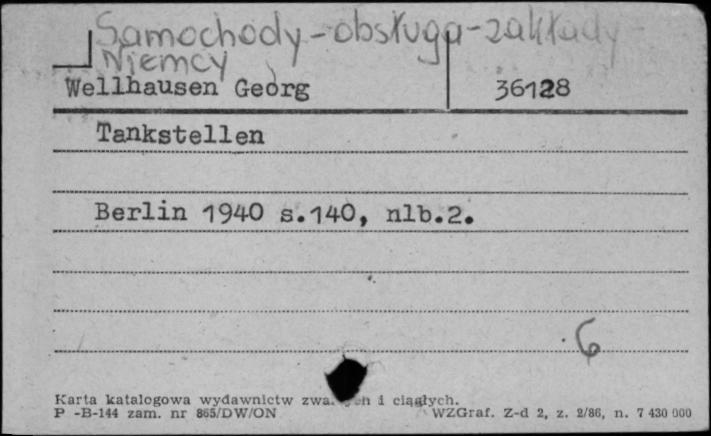 Samochody - obsługa - zakłady -
Niemcy
Wellhausen Georg 36128
Tankstellen
Berlin 1940 s.140, nlb.2.
6
Karta katalogowa wydawnictw i ciągłych.
P -B-144 zam. nr 865/DW/ON WZGraf. Z-d 2, z. 2/86, n. 7 430 000